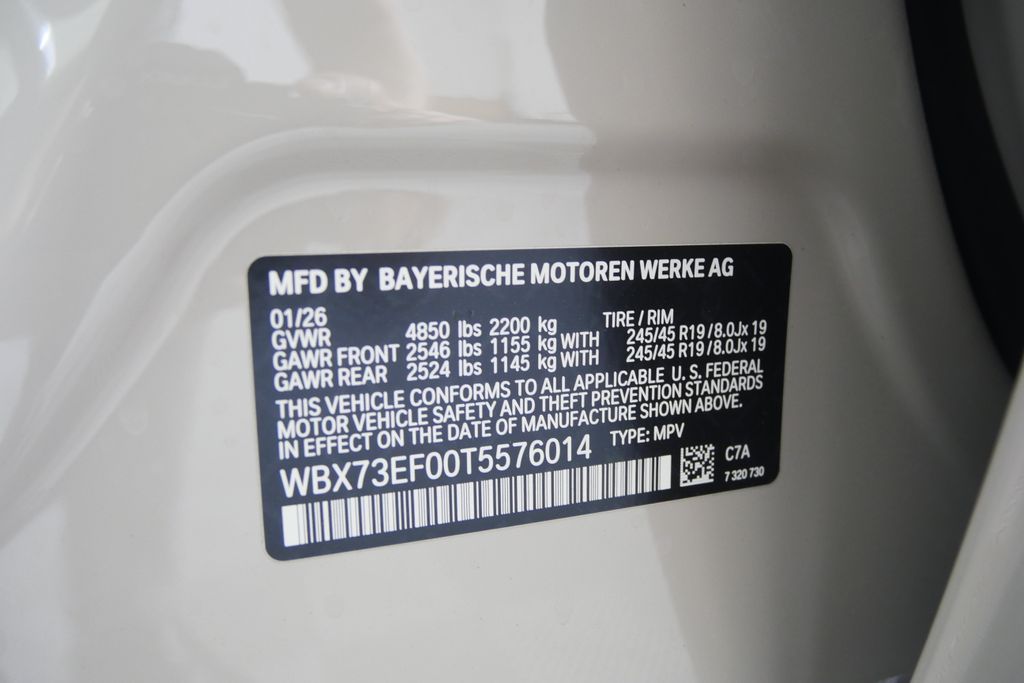 MFD BY BAYERISCHE MOTOREN WERKE AG
01/26 TIRE / RIM
GVWR 4850 lbs 2200 kg
GAWR FRONT 2546 lbs 1155 kg WITH 245/45 R19 / 8.0Jx 19
GAWR REAR 2524 lbs 1145 kg WITH 245/45 R19 / 8.0Jx 19
THIS VEHICLE CONFORMS TO ALL APPLICABLE U. S. FEDERAL
MOTOR VEHICLE SAFETY AND THEFT PREVENTION STANDARDS
IN EFFECT ON THE DATE OF MANUFACTURE SHOWN ABOVE.
WBX73EF00T5576014 TYPE: MPV
C7A
7 320 730